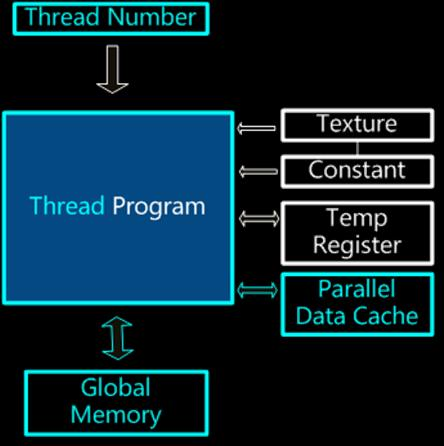 Thread Number
Texture
Constant
Thread Program
Temp
Register
Parallel
Data Cache
Global
Memory